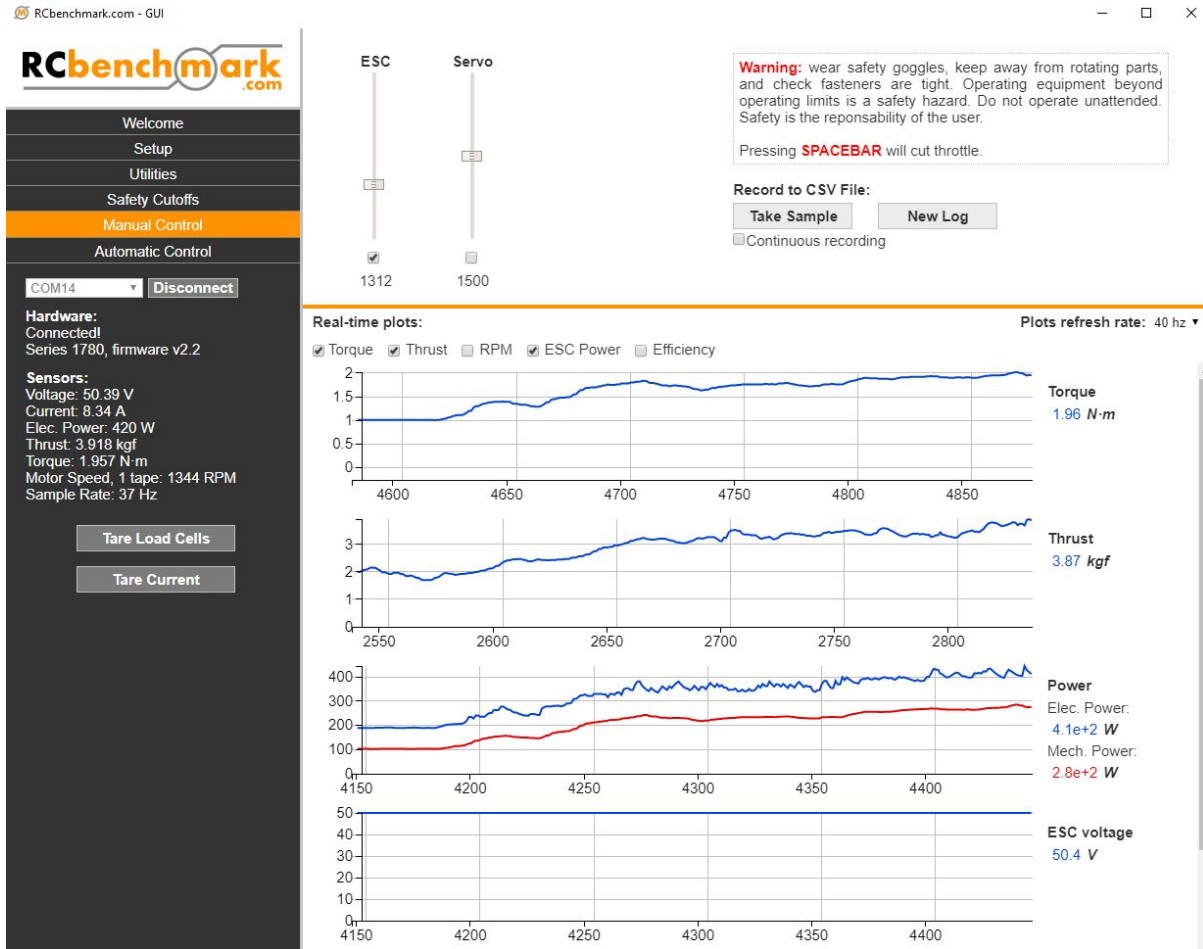 RCbenchmark.com - GUI
RCbenchmark
.com
Welcome
Setup
Utilities
Safety Cutoffs
Manual Control
Automatic Control
COM14
Disconnect
Hardware:
Connected!
Series 1780, firmware v2.2
Sensors:
Voltage: 50.39 V
Current: 8.34 A
Elec. Power: 420 W
Thrust: 3.918 kgf
Torque: 1.957 N·m
Motor Speed, 1 tape: 1344 RPM
Sample Rate: 37 Hz
Tare Load Cells
Tare Current
ESC Servo
1312 1500
Warning: wear safety goggles, keep away from rotating parts,
and check fasteners are tight. Operating equipment beyond
operating limits is a safety hazard. Do not operate unattended.
Safety is the reponsability of the user.
Pressing SPACEBAR will cut throttle.
Record to CSV File:
Take Sample New Log
Continuous recording
Real-time plots: Plots refresh rate: 40 hz
Torque Thrust RPM ESC Power Efficiency
2
1.5
1
0.5
0
4600 4650 4700 4750 4800 4850
Torque
1.96 N·m
3
2
1
0
2550 2600 2650 2700 2750 2800
Thrust
3.87 kgf
400
300
200
100
0
4150 4200 4250 4300 4350 4400
Power
Elec. Power:
4.1e+2 W
Mech. Power:
2.8e+2 W
50
40
30
20
10
0
4150 4200 4250 4300 4350 4400
ESC voltage
50.4 V